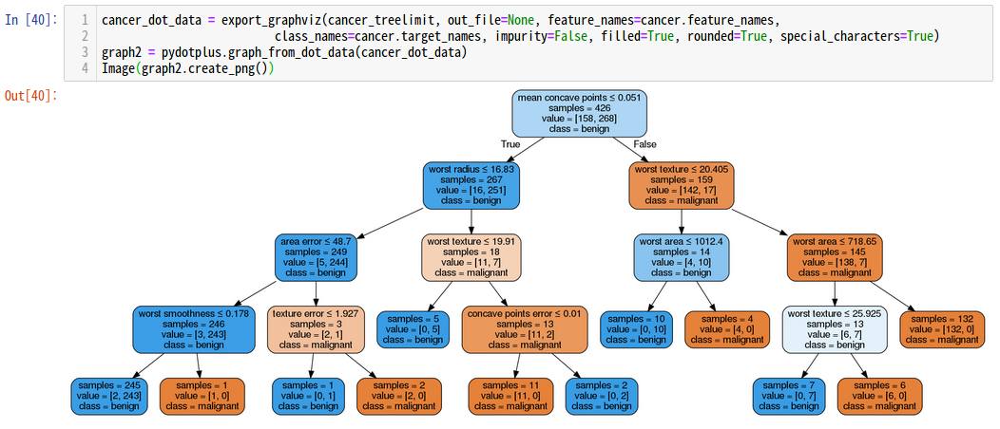 In [40]:
1 cancer_dot_data = export_graphviz(cancer_treelimit, out_file=None, feature_names=cancer.feature_names,
2 class_names=cancer.target_names, impurity=False, filled=True, rounded=True, special_characters=True)
3 graph2 = pydotplus.graph_from_dot_data(cancer_dot_data)
4 Image(graph2.create_png())
Out[40]:
mean concave points ≤ 0.051
samples = 426
value = [158, 268]
class = benign
True
False
worst radius ≤ 16.83
samples = 267
value = [16, 251]
class = benign
worst texture ≤ 20.405
samples = 159
value = [142, 17]
class = malignant
area error ≤ 48.7
samples = 249
value = [5, 244]
class = benign
worst texture ≤ 19.91
samples = 18
value = [11, 7]
class = malignant
worst area ≤ 1012.4
samples = 14
value = [4, 10]
class = benign
worst area ≤ 718.65
samples = 145
value = [138, 7]
class = malignant
worst smoothness ≤ 0.178
samples = 246
value = [3, 243]
class = benign
texture error ≤ 1.927
samples = 3
value = [2, 1]
class = malignant
samples = 5
value = [0, 5]
class = benign
concave points error ≤ 0.01
samples = 13
value = [11, 2]
class = malignant
samples = 10
value = [0, 10]
class = benign
samples = 4
value = [4, 0]
class = malignant
worst texture ≤ 25.925
samples = 13
value = [6, 7]
class = benign
samples = 132
value = [132, 0]
class = malignant
samples = 245
value = [2, 243]
class = benign
samples = 1
value = [1, 0]
class = malignant
samples = 1
value = [0, 1]
class = benign
samples = 2
value = [2, 0]
class = malignant
samples = 11
value = [11, 0]
class = malignant
samples = 2
value = [0, 2]
class = benign
samples = 7
value = [0, 7]
class = benign
samples = 6
value = [6, 0]
class = malignant